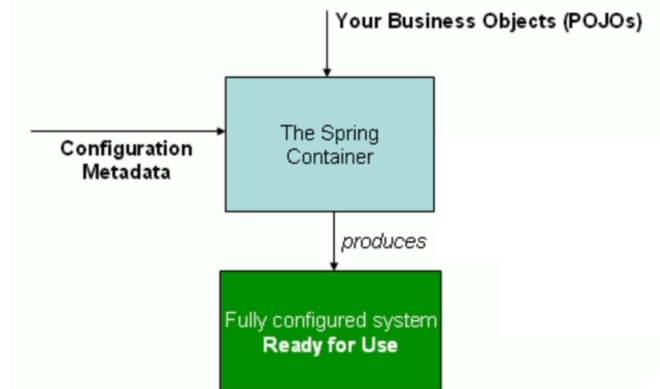 Your Business Objects (POJOs)
The Spring
Container
Configuration
Metadata
produces
Fully configured system
Ready for Use